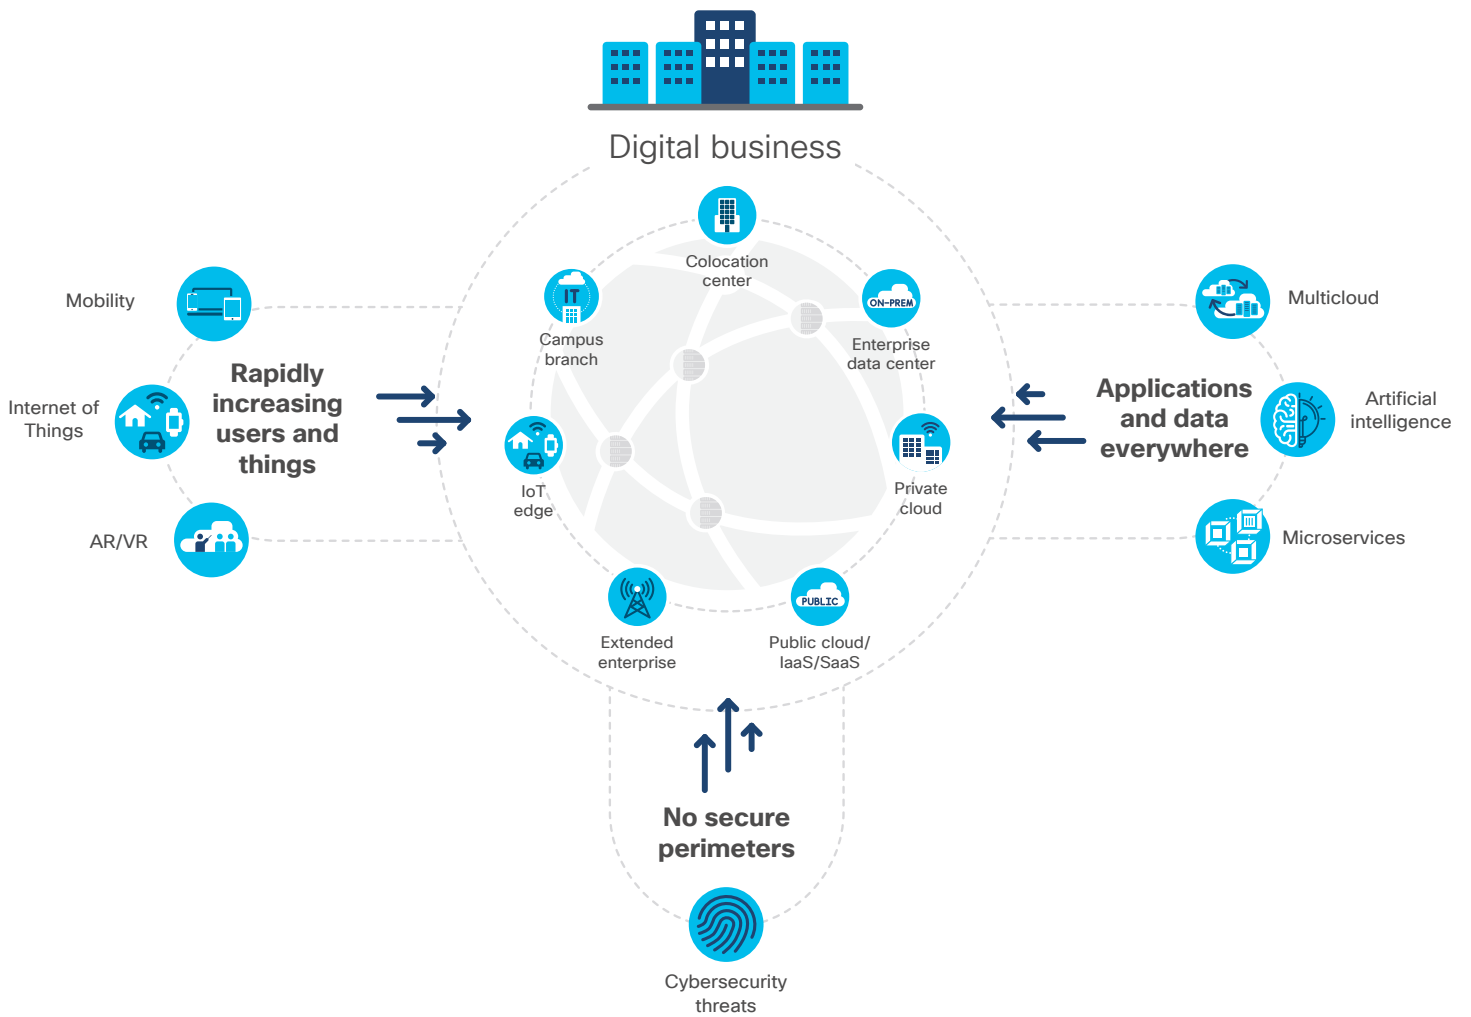 Digital business
Colocation
center
IT
Campus
branch
ON-PREM
Enterprise
data center
IoT
edge
Private
cloud
Extended
enterprise
PUBLIC
Public cloud/
IaaS/SaaS
Mobility
Internet of
Things
AR/VR
Rapidly
increasing
users and
things
Applications
and data
everywhere
Multicloud
Artificial
intelligence
Microservices
No secure
perimeters
Cybersecurity
threats